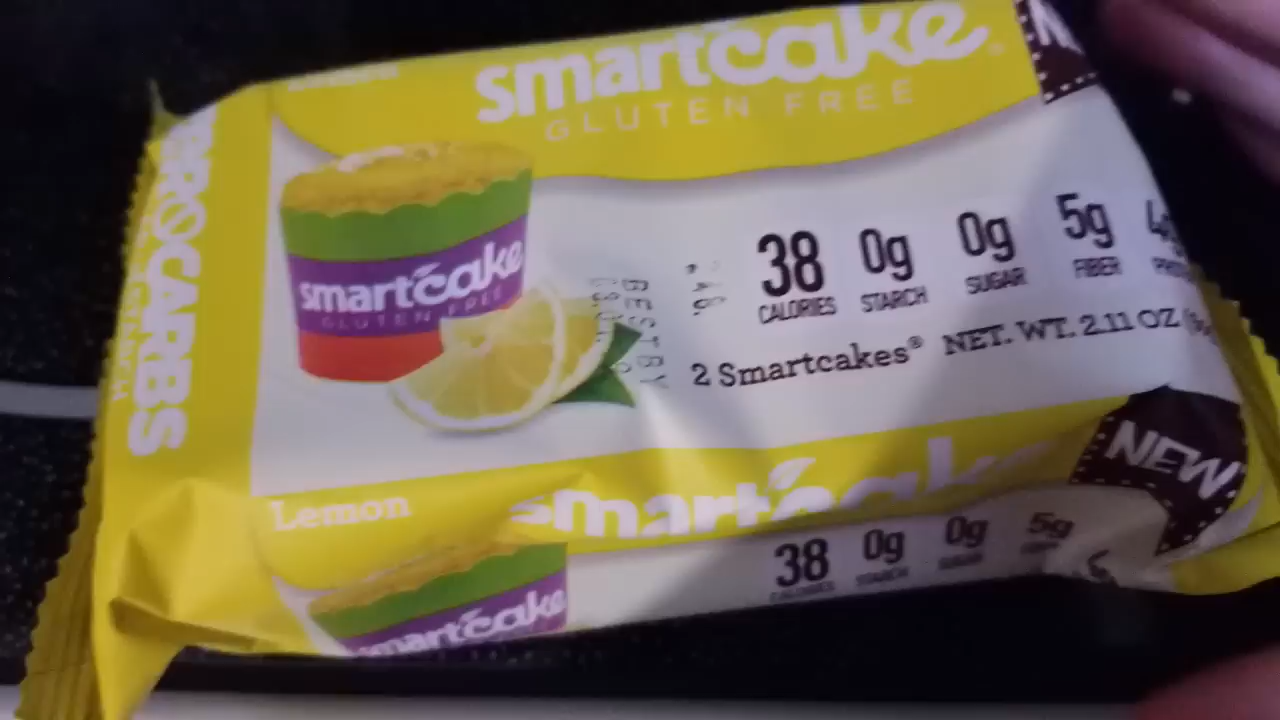 smartcake®
GLUTEN FREE
ZERO CARBS
smartcake
GLUTEN FREE
BEST BY
38 0g 0g 5g
CALORIES STARCH SUGAR FIBER
2 Smartcakes® NET. WT. 2.11 OZ
Lemon
smartcake
NEW
38 0g 0g 5g
CALORIES STARCH SUGAR
smartcake